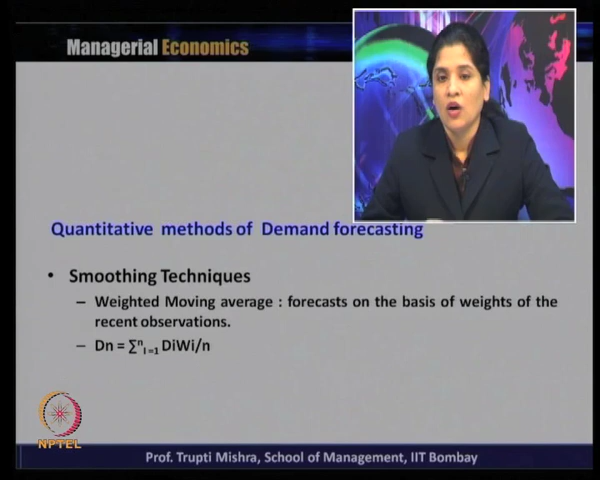 Managerial Economics
Quantitative methods of Demand forecasting
• Smoothing Techniques
– Weighted Moving average : forecasts on the basis of weights of the
recent observations.
– Dn = ∑ⁿI=1 DiWi/n
NPTEL
Prof. Trupti Mishra, School of Management, IIT Bombay